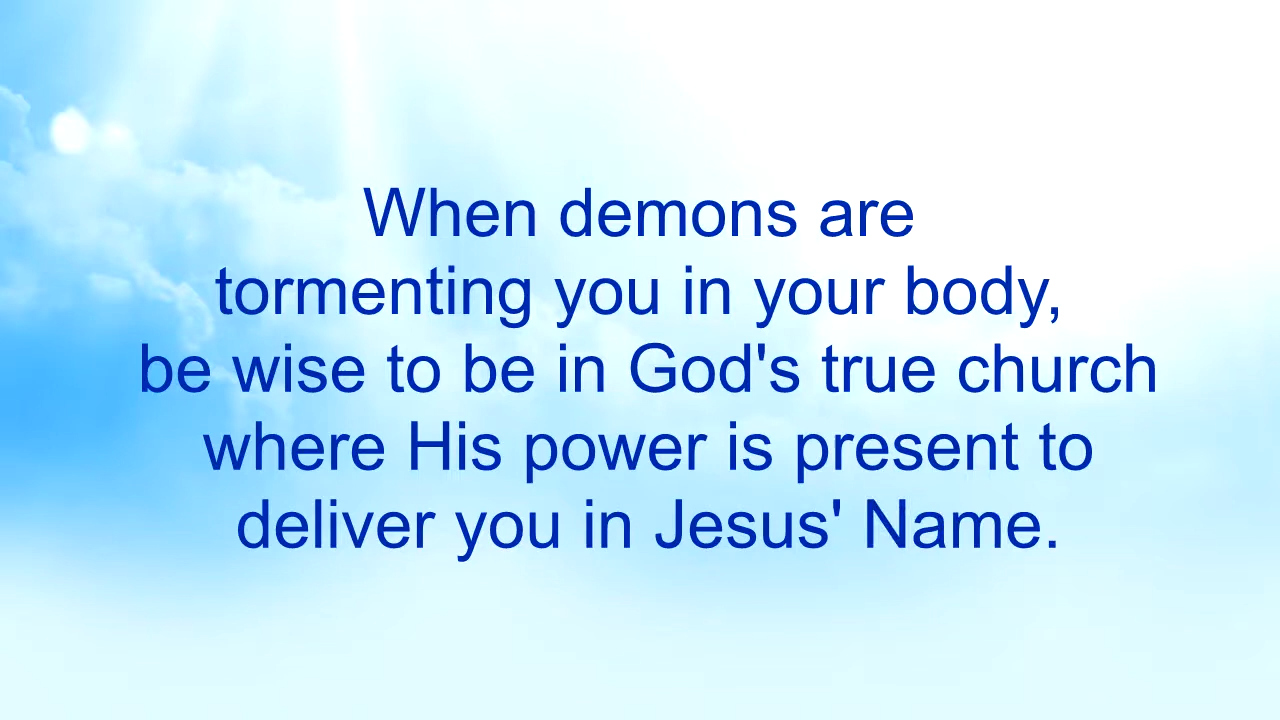 When demons are
tormenting you in your body,
be wise to be in God's true church
where His power is present to
deliver you in Jesus' Name.